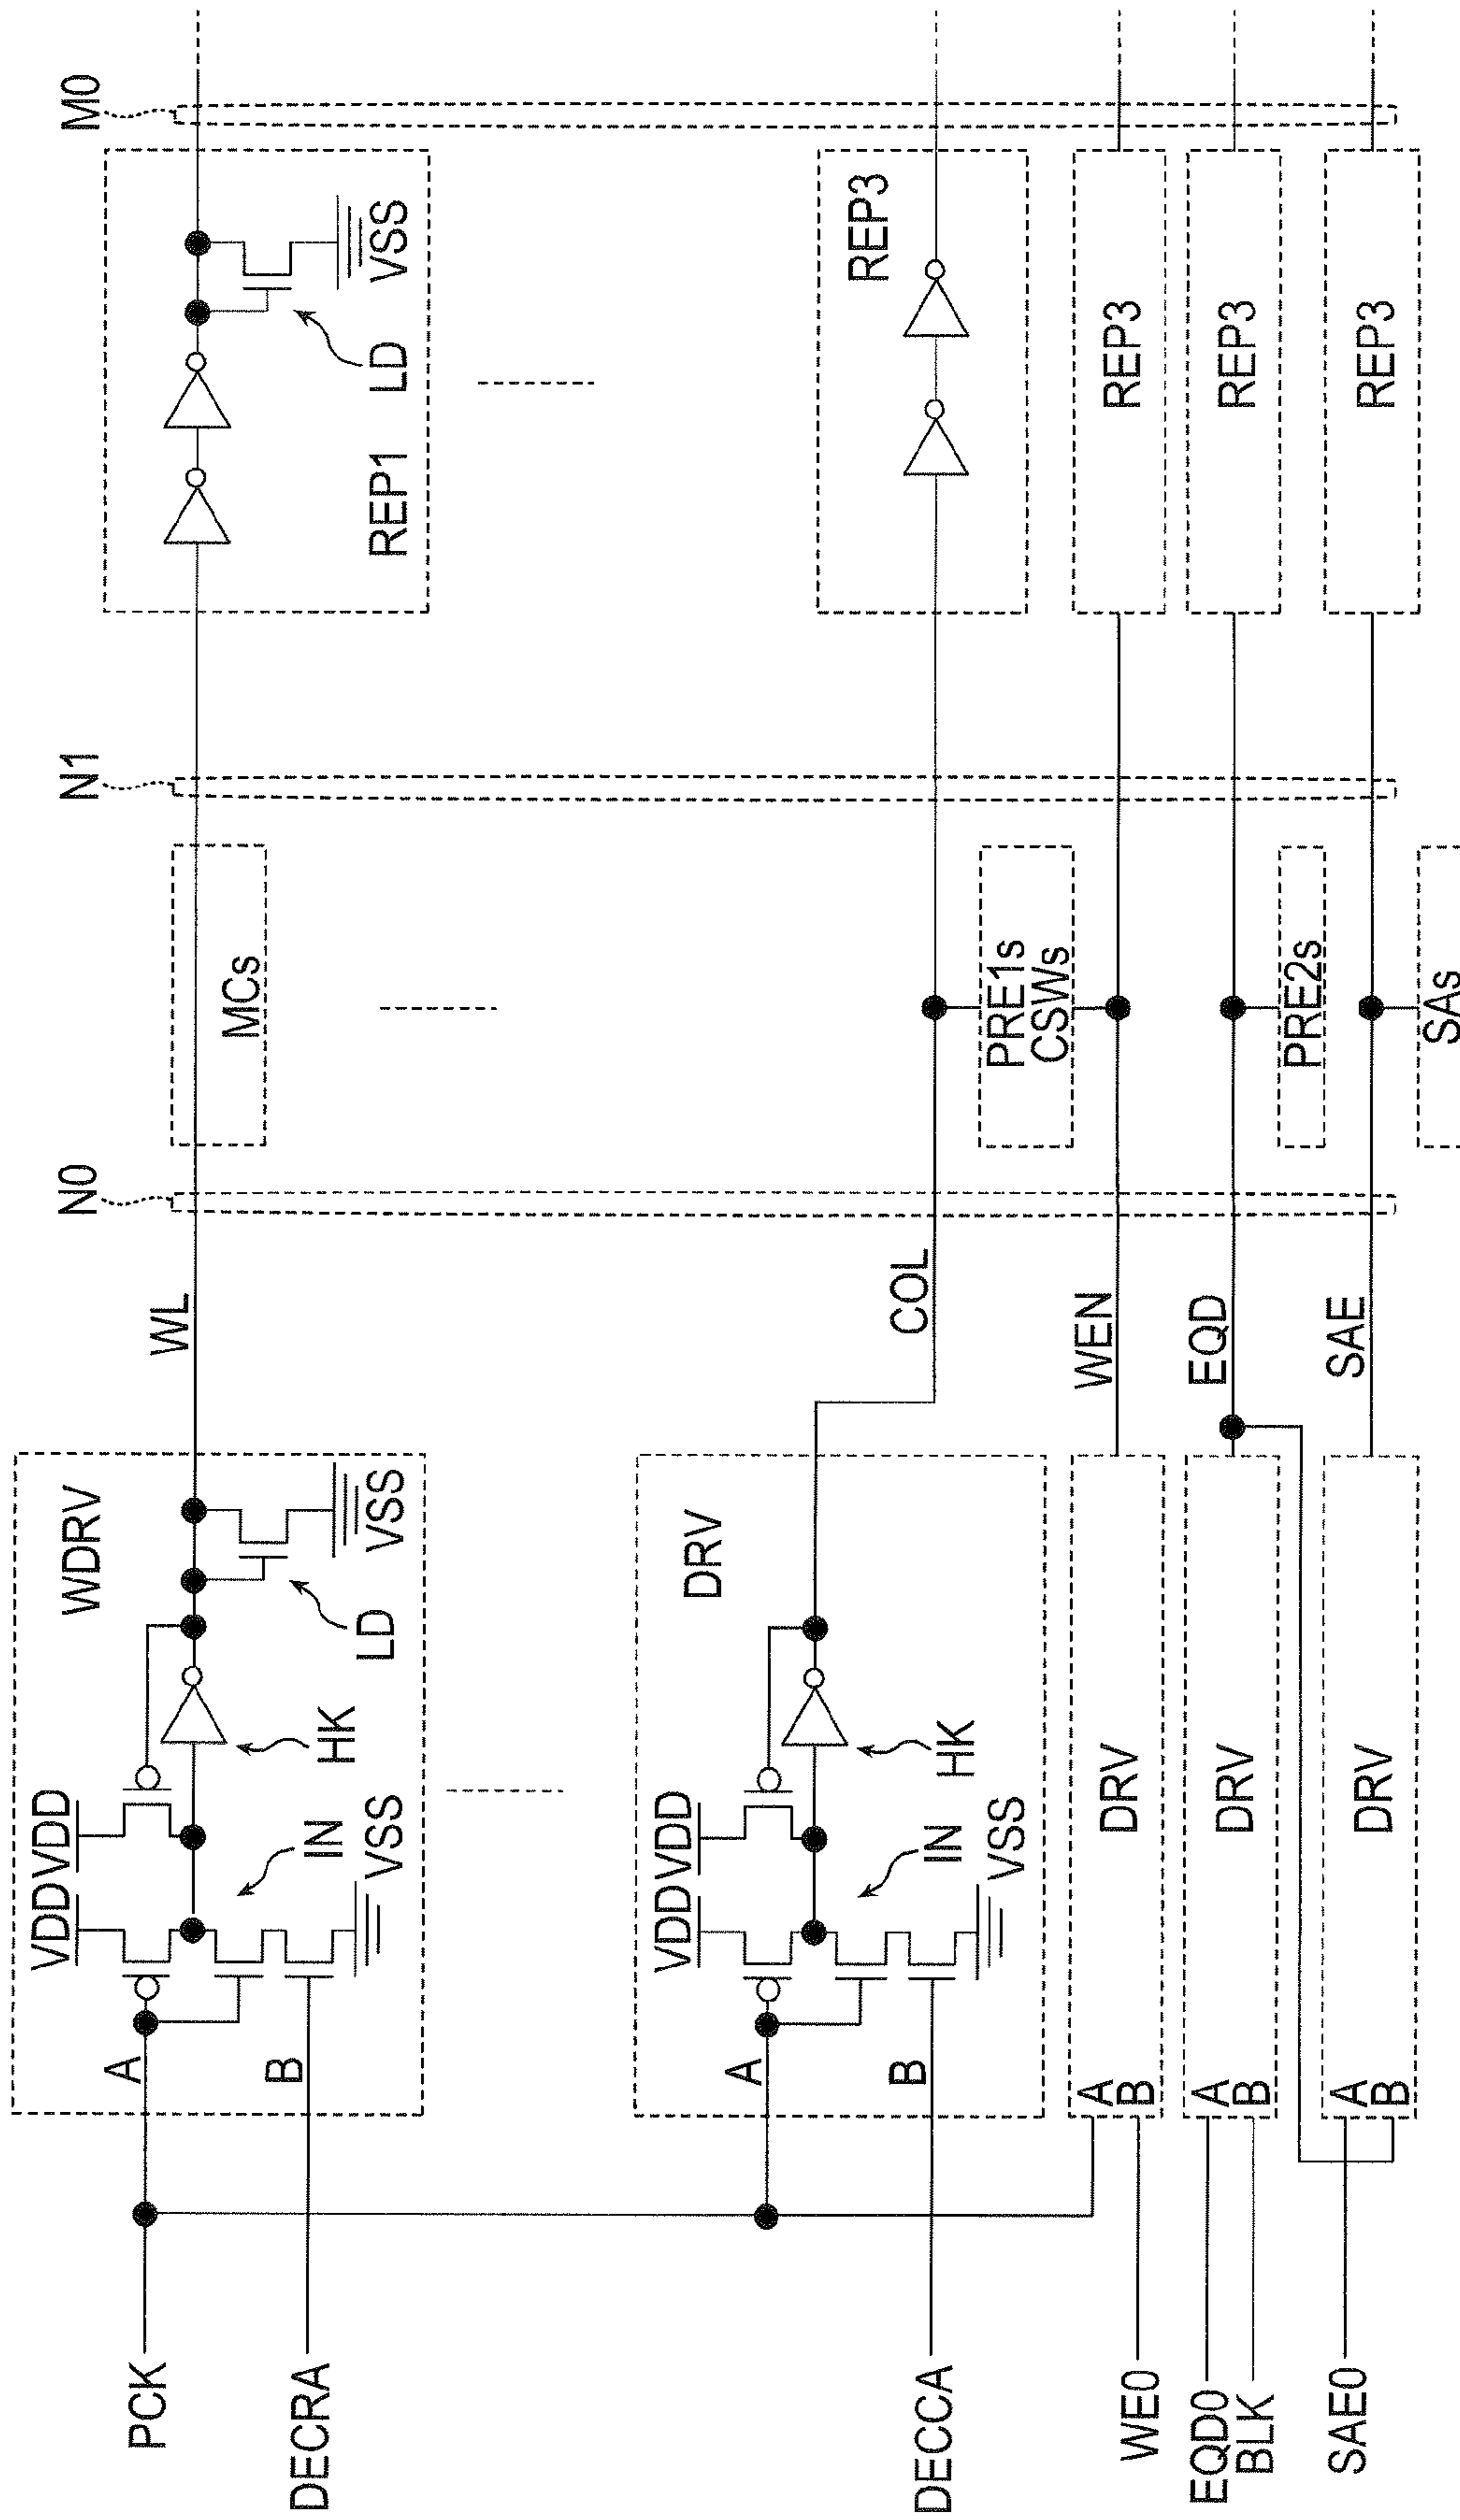 PCK
DECRA
A
B
VDD
VDD
IN
VSS
HK
WDRV
LD
VSS
WL
N0
MCs
N1
REP1
LD
VSS
M0
DECCA
A
B
VDD
VDD
IN
VSS
HK
DRV
COL
PRE1s
CSWs
REP3
WE0
A
B
DRV
WEN
REP3
EQD0
BLK
A
B
DRV
EQD
PRE2s
REP3
SAE0
A
B
DRV
SAE
SAs
REP3